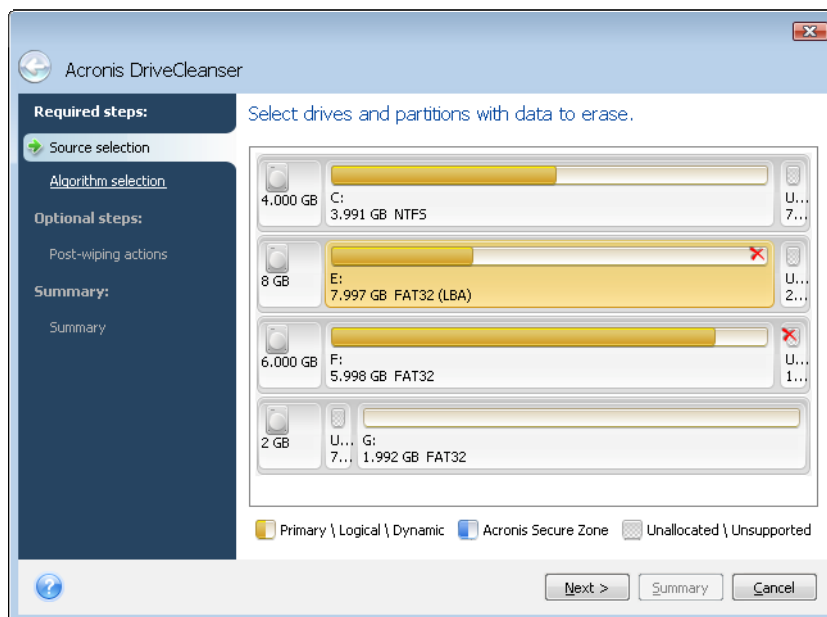 Acronis DriveCleanser
Required steps:
Source selection
Algorithm selection
Optional steps:
Post-wiping actions
Summary:
Summary
Select drives and partitions with data to erase.
4.000 GB
C:
3.991 GB NTFS
U...
7...
8 GB
E:
7.997 GB FAT32 (LBA)
U...
2...
6.000 GB
F:
5.998 GB FAT32
U...
1...
2 GB
U...
7...
G:
1.992 GB FAT32
Primary \ Logical \ Dynamic
Acronis Secure Zone
Unallocated \ Unsupported
?
Next >
Summary
Cancel